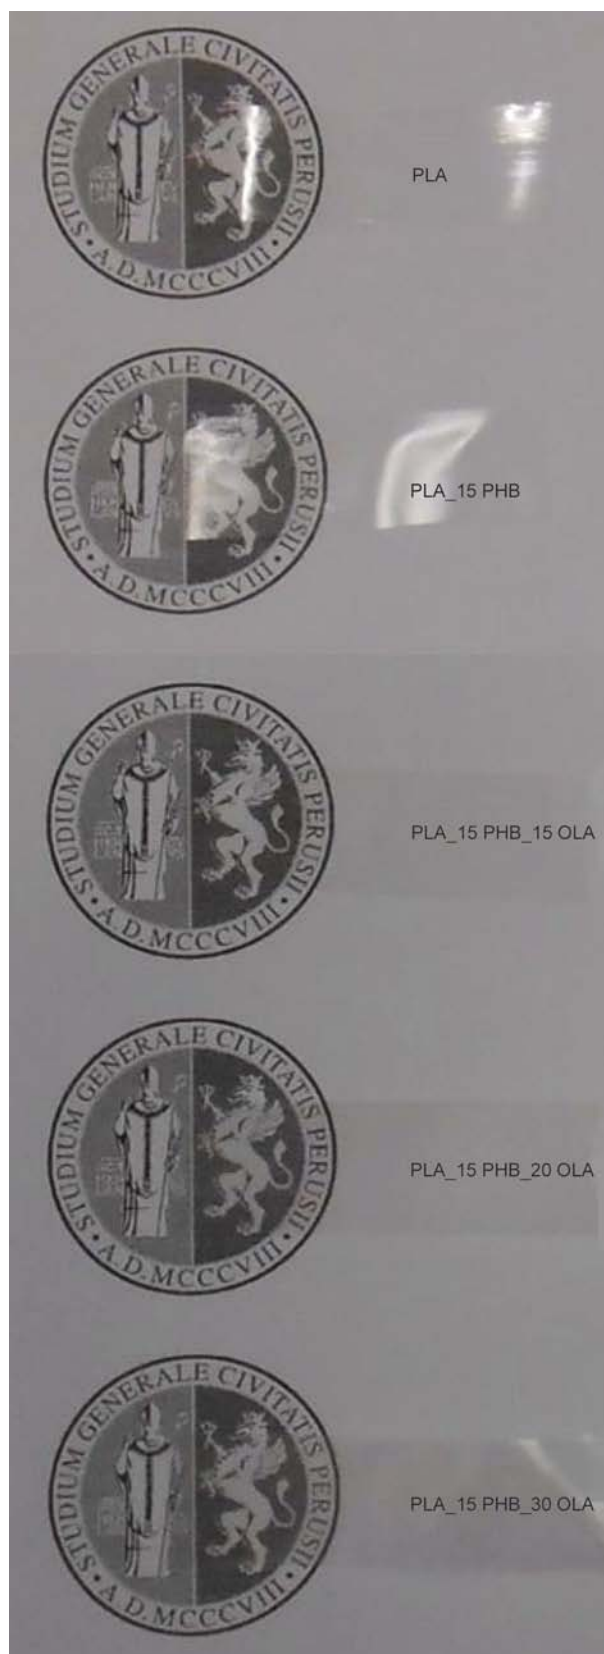 STUDIUM GENERALE CIVITATIS PERUSII
A.D. MCCCVIII
PLA
STUDIUM GENERALE CIVITATIS PERUSII
A.D. MCCCVIII
PLA_15 PHB
STUDIUM GENERALE CIVITATIS PERUSII
A.D. MCCCVIII
PLA_15 PHB_15 OLA
STUDIUM GENERALE CIVITATIS PERUSII
A.D. MCCCVIII
PLA_15 PHB_20 OLA
STUDIUM GENERALE CIVITATIS PERUSII
A.D. MCCCVIII
PLA_15 PHB_30 OLA